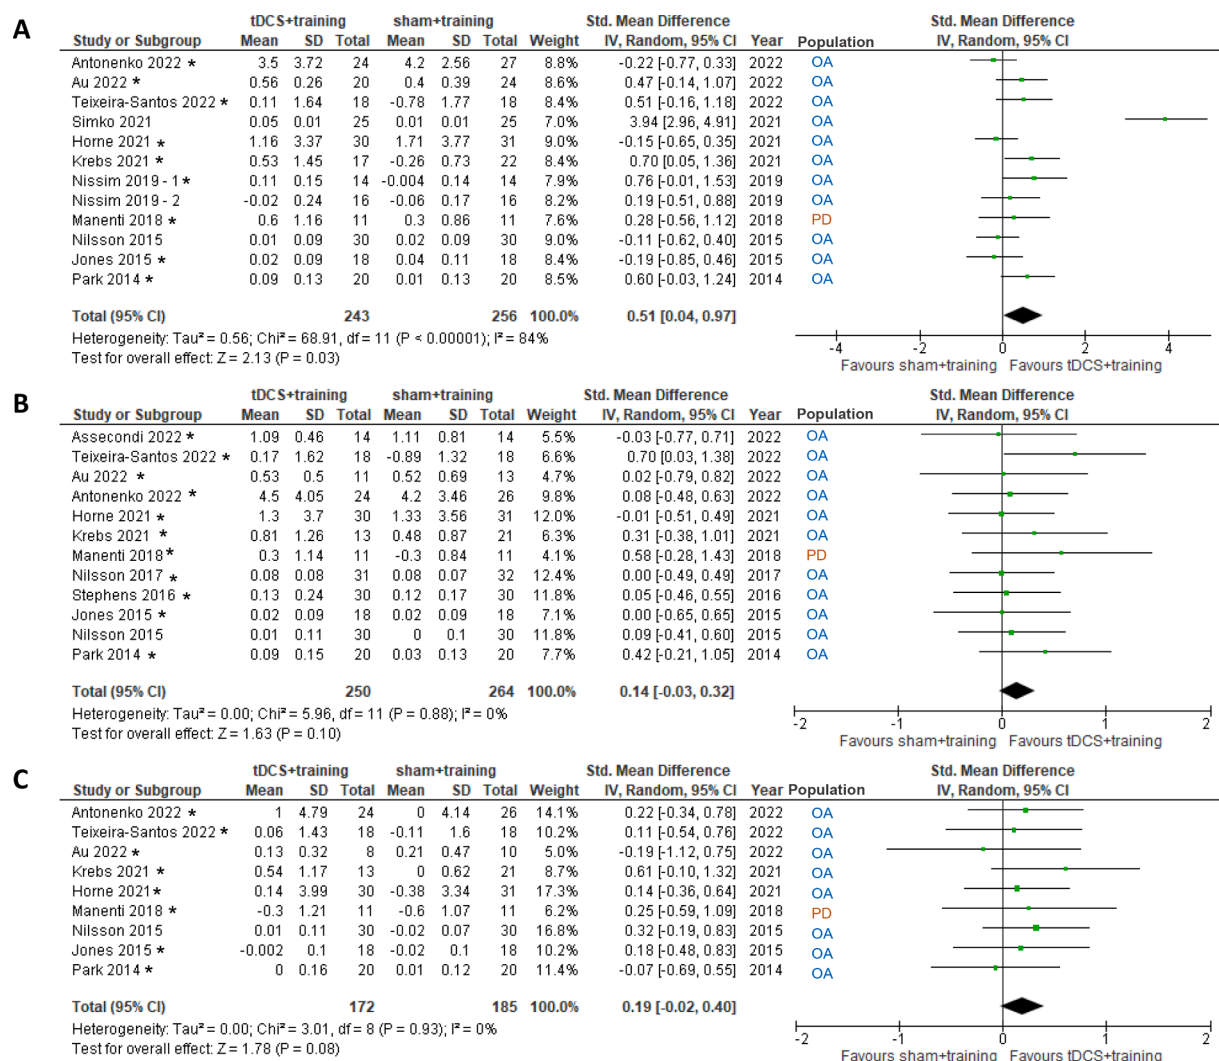 A
tDCS+training sham+training Std. Mean Difference Std. Mean Difference
Study or Subgroup Mean SD Total Mean SD Total Weight IV, Random, 95% CI Year Population IV, Random, 95% CI
Antonenko 2022 * 3.5 3.72 24 4.2 2.56 27 8.8% -0.22 [-0.77, 0.33] 2022 OA
Au 2022 * 0.56 0.26 20 0.4 0.39 24 8.6% 0.47 [-0.14, 1.07] 2022 OA
Teixeira-Santos 2022 * 0.11 1.64 18 -0.78 1.77 18 8.4% 0.51 [-0.16, 1.18] 2022 OA
Simko 2021 0.05 0.01 25 0.01 0.01 25 7.0% 3.94 [2.96, 4.91] 2021 OA
Horne 2021 * 1.16 3.37 30 1.71 3.77 31 9.0% -0.15 [-0.65, 0.35] 2021 OA
Krebs 2021 * 0.53 1.45 17 -0.26 0.73 22 8.4% 0.70 [0.05, 1.36] 2021 OA
Nissim 2019 - 1 * 0.11 0.15 14 -0.004 0.14 14 7.9% 0.76 [-0.01, 1.53] 2019 OA
Nissim 2019 - 2 -0.02 0.24 16 -0.06 0.17 16 8.2% 0.19 [-0.51, 0.88] 2019 OA
Manenti 2018 * 0.6 1.16 11 0.3 0.86 11 7.6% 0.28 [-0.56, 1.12] 2018 PD
Nilsson 2015 0.01 0.09 30 0.02 0.09 30 9.0% -0.11 [-0.62, 0.40] 2015 OA
Jones 2015 * 0.02 0.09 18 0.04 0.11 18 8.4% -0.19 [-0.85, 0.46] 2015 OA
Park 2014 * 0.09 0.13 20 0.01 0.13 20 8.5% 0.60 [-0.03, 1.24] 2014 OA
Total (95% CI) 243 256 100.0% 0.51 [0.04, 0.97]
Heterogeneity: Tau² = 0.56; Chi² = 68.91, df = 11 (P < 0.00001); I² = 84%
Test for overall effect: Z = 2.13 (P = 0.03)
-4 -2 0 2 4
Favours sham+training Favours tDCS+training
B
tDCS+training sham+training Std. Mean Difference Std. Mean Difference
Study or Subgroup Mean SD Total Mean SD Total Weight IV, Random, 95% CI Year Population IV, Random, 95% CI
Assecondi 2022 * 1.09 0.46 14 1.11 0.81 14 5.5% -0.03 [-0.77, 0.71] 2022 OA
Teixeira-Santos 2022 * 0.17 1.62 18 -0.89 1.32 18 6.6% 0.70 [0.03, 1.38] 2022 OA
Au 2022 * 0.53 0.5 11 0.52 0.69 13 4.7% 0.02 [-0.79, 0.82] 2022 OA
Antonenko 2022 * 4.5 4.05 24 4.2 3.46 26 9.8% 0.08 [-0.48, 0.63] 2022 OA
Horne 2021 * 1.3 3.7 30 1.33 3.56 31 12.0% -0.01 [-0.51, 0.49] 2021 OA
Krebs 2021 * 0.81 1.26 13 0.48 0.87 21 6.3% 0.31 [-0.38, 1.01] 2021 OA
Manenti 2018 * 0.3 1.14 11 -0.3 0.84 11 4.1% 0.58 [-0.28, 1.43] 2018 PD
Nilsson 2017 * 0.08 0.08 31 0.08 0.07 32 12.4% 0.00 [-0.49, 0.49] 2017 OA
Stephens 2016 * 0.13 0.24 30 0.12 0.17 30 11.8% 0.05 [-0.46, 0.55] 2016 OA
Jones 2015 * 0.02 0.09 18 0.02 0.09 18 7.1% 0.00 [-0.65, 0.65] 2015 OA
Nilsson 2015 0.01 0.11 30 0 0.1 30 11.8% 0.09 [-0.41, 0.60] 2015 OA
Park 2014 * 0.09 0.15 20 0.03 0.13 20 7.7% 0.42 [-0.21, 1.05] 2014 OA
Total (95% CI) 250 264 100.0% 0.14 [-0.03, 0.32]
Heterogeneity: Tau² = 0.00; Chi² = 5.96, df = 11 (P = 0.88); I² = 0%
Test for overall effect: Z = 1.63 (P = 0.10)
-2 -1 0 1 2
Favours sham+training Favours tDCS+training
C
tDCS+training sham+training Std. Mean Difference Std. Mean Difference
Study or Subgroup Mean SD Total Mean SD Total Weight IV, Random, 95% CI Year Population IV, Random, 95% CI
Antonenko 2022 * 1 4.79 24 0 4.14 26 14.1% 0.22 [-0.34, 0.78] 2022 OA
Teixeira-Santos 2022 * 0.06 1.43 18 -0.11 1.6 18 10.2% 0.11 [-0.54, 0.76] 2022 OA
Au 2022 * 0.13 0.32 8 0.21 0.47 10 5.0% -0.19 [-1.12, 0.75] 2022 OA
Krebs 2021 * 0.54 1.17 13 0 0.62 21 8.7% 0.61 [-0.10, 1.32] 2021 OA
Horne 2021 * 0.14 3.99 30 -0.38 3.34 31 17.3% 0.14 [-0.36, 0.64] 2021 OA
Manenti 2018 * -0.3 1.21 11 -0.6 1.07 11 6.2% 0.25 [-0.59, 1.09] 2018 PD
Nilsson 2015 0.01 0.11 30 -0.02 0.07 30 16.8% 0.32 [-0.19, 0.83] 2015 OA
Jones 2015 * -0.002 0.1 18 -0.02 0.1 18 10.2% 0.18 [-0.48, 0.83] 2015 OA
Park 2014 * 0 0.16 20 0.01 0.12 20 11.4% -0.07 [-0.69, 0.55] 2014 OA
Total (95% CI) 172 185 100.0% 0.19 [-0.02, 0.40]
Heterogeneity: Tau² = 0.00; Chi² = 3.01, df = 8 (P = 0.93); I² = 0%
Test for overall effect: Z = 1.78 (P = 0.08)
-2 -1 0 1 2
Favours sham+training Favours tDCS+training